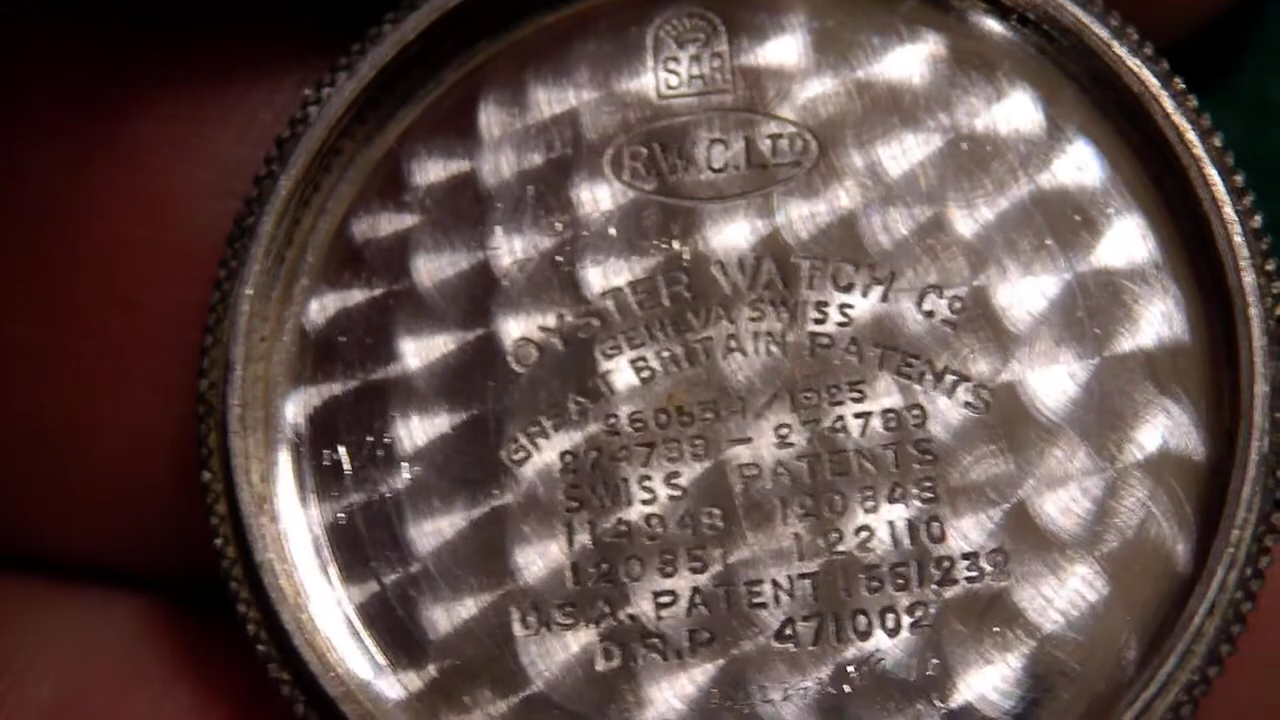 SAR
R.W.C. LTD
OYSTER WATCH Co
GENEVA SWISS
GREAT BRITAIN PATENTS
260554/1925
274789 — 274789
SWISS PATENTS
114948 120848
120851 122110
U.S.A. PATENT 1661232
D.R.P. 471002